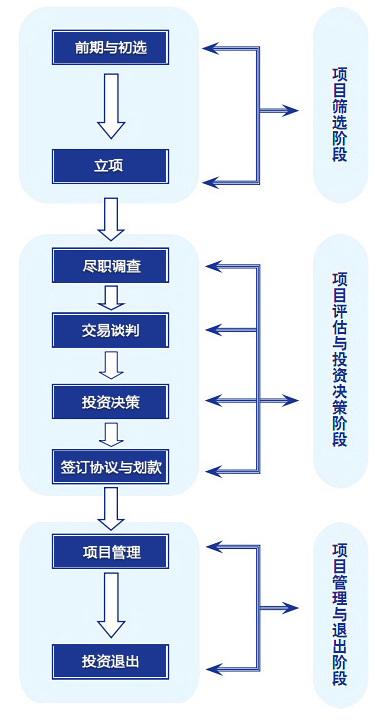 前期与初选
立项
项目筛选阶段
尽职调查
交易谈判
投资决策
签订协议与划款
项目评估与投资决策阶段
项目管理
投资退出
项目管理与退出阶段